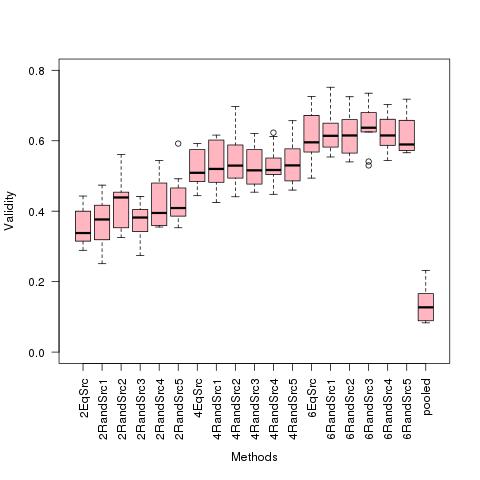 0.8
0.6
0.4
0.2
0.0
Validity
2EqSrc
2RandSrc1
2RandSrc2
2RandSrc3
2RandSrc4
2RandSrc5
4EqSrc
4RandSrc1
4RandSrc2
4RandSrc3
4RandSrc4
4RandSrc5
6EqSrc
6RandSrc1
6RandSrc2
6RandSrc3
6RandSrc4
6RandSrc5
pooled
Methods